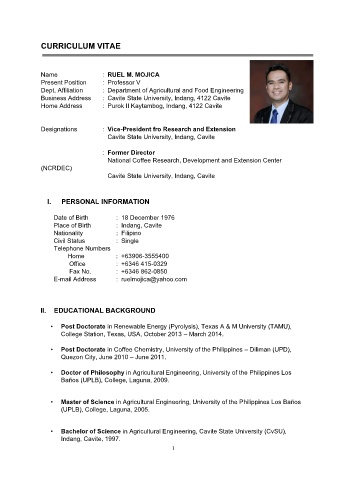 CURRICULUM VITAE
Name : RUEL M. MOJICA
Present Position : Professor V
Dept. Affiliation : Department of Agricultural and Food Engineering
Business Address : Cavite State University, Indang, 4122 Cavite
Home Address : Purok II Kaytambog, Indang, 4122 Cavite
Designations : Vice-President fro Research and Extension
Cavite State University, Indang, Cavite
: Former Director
National Coffee Research, Development and Extension Center
(NCRDEC)
Cavite State University, Indang, Cavite
I. PERSONAL INFORMATION
Date of Birth : 18 December 1976
Place of Birth : Indang, Cavite
Nationality : Filipino
Civil Status : Single
Telephone Numbers
Home : +63906-3555400
Office : +6346 415-0329
Fax No. : +6346 862-0850
E-mail Address : ruelmojica@yahoo.com
II. EDUCATIONAL BACKGROUND
• Post Doctorate in Renewable Energy (Pyrolysis), Texas A & M University (TAMU),
College Station, Texas, USA, October 2013 – March 2014.
• Post Doctorate in Coffee Chemistry, University of the Philippines – Diliman (UPD),
Quezon City, June 2010 – June 2011.
• Doctor of Philosophy in Agricultural Engineering, University of the Philippines Los
Baños (UPLB), College, Laguna, 2009.
• Master of Science in Agricultural Engineering, University of the Philippines Los Baños
(UPLB), College, Laguna, 2005.
• Bachelor of Science in Agricultural Engineering, Cavite State University (CvSU),
Indang, Cavite, 1997.
1